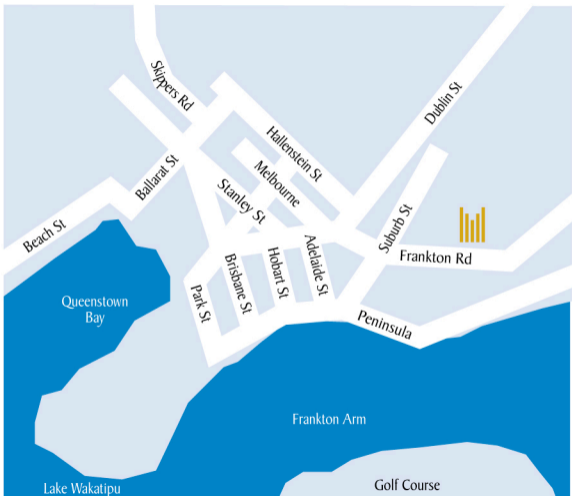 Skippers Rd
Dublin St
Hallenstein St
Ballarat St
Melbourne
Stanley St
Beach St
Suburb St
Adelaide St
Hobart St
Brisbane St
Frankton Rd
Park St
Queenstown
Bay
Peninsula
Frankton Arm
Golf Course
Lake Wakatipu